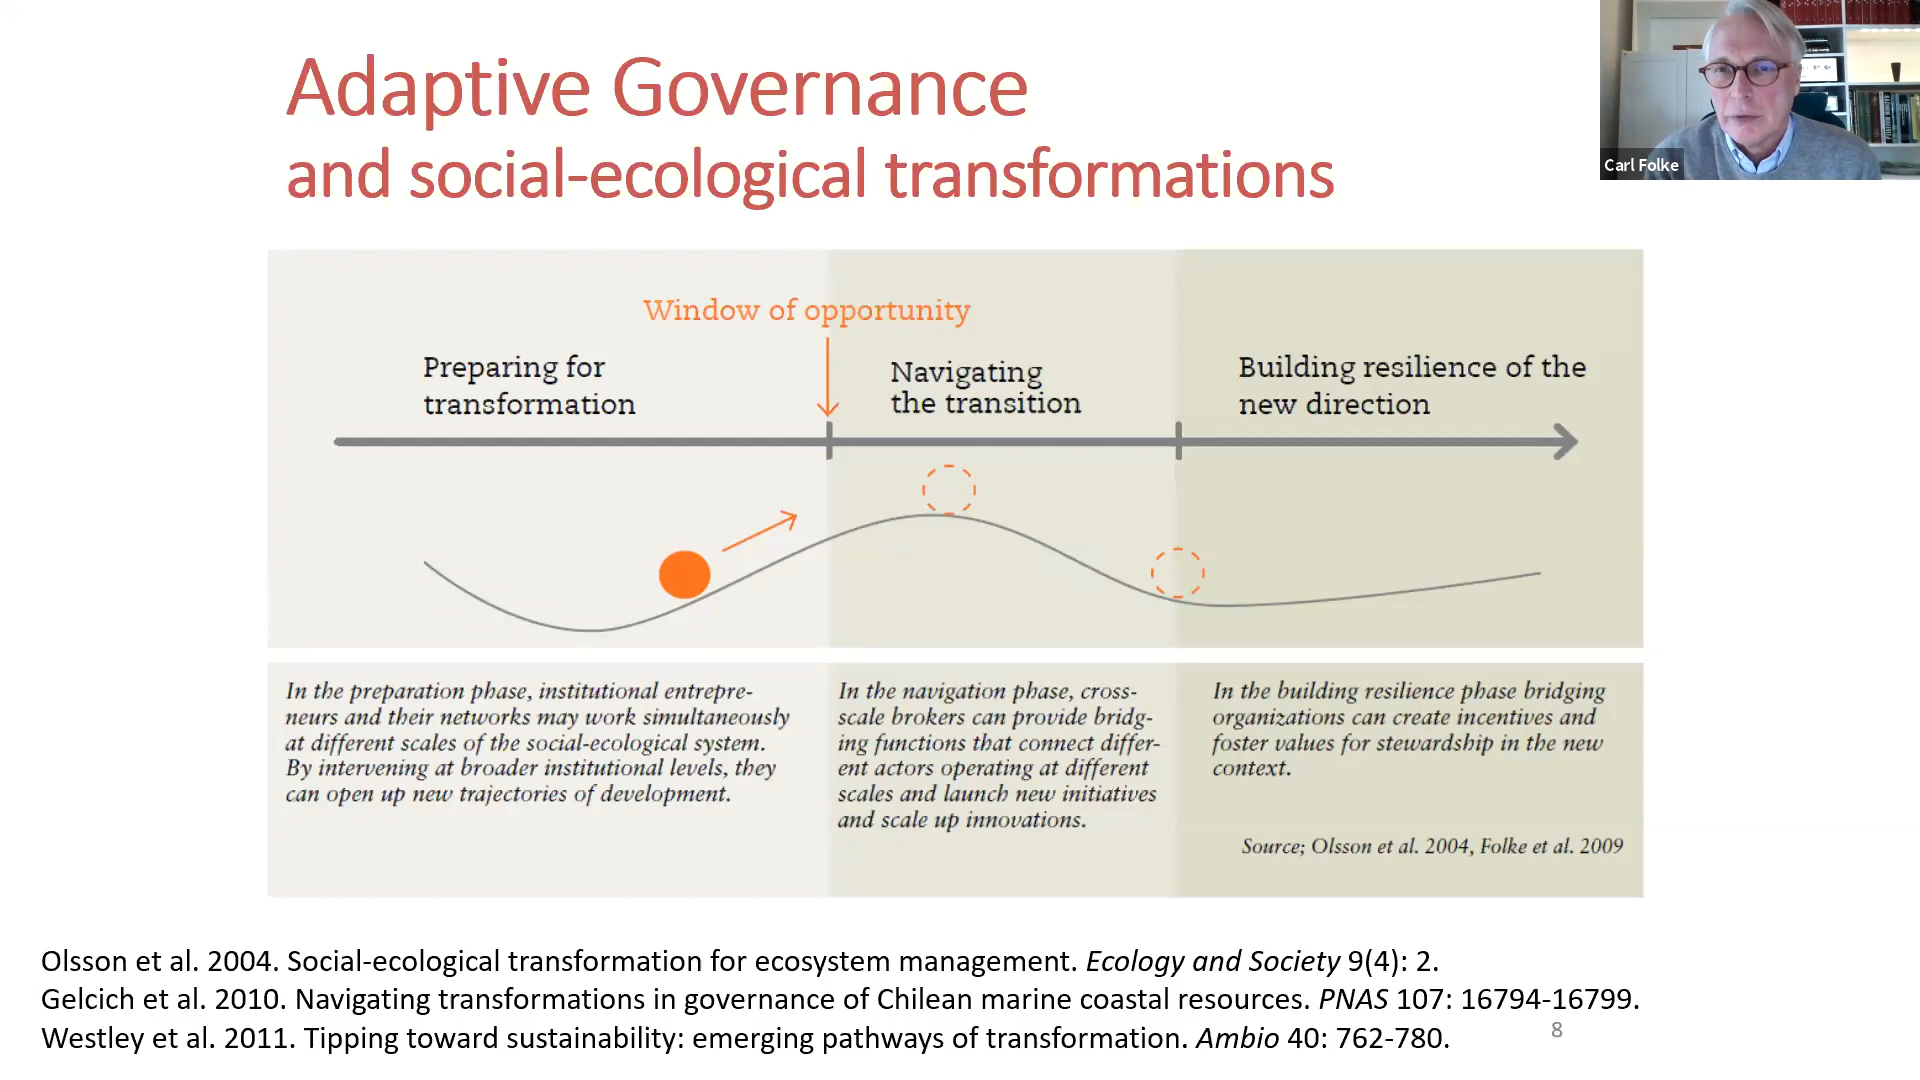 Adaptive Governance
and social-ecological transformations
Carl Folke
Window of opportunity
Preparing for
transformation
Navigating
the transition
Building resilience of the
new direction
In the preparation phase, institutional entrepre-
neurs and their networks may work simultaneously
at different scales of the social-ecological system.
By intervening at broader institutional levels, they
can open up new trajectories of development.
In the navigation phase, cross-
scale brokers can provide bridg-
ing functions that connect differ-
ent actors operating at different
scales and launch new initiatives
and scale up innovations.
In the building resilience phase bridging
organizations can create incentives and
foster values for stewardship in the new
context.
Source; Olsson et al. 2004, Folke et al. 2009
Olsson et al. 2004. Social-ecological transformation for ecosystem management. Ecology and Society 9(4): 2.
Gelcich et al. 2010. Navigating transformations in governance of Chilean marine coastal resources. PNAS 107: 16794-16799.
Westley et al. 2011. Tipping toward sustainability: emerging pathways of transformation. Ambio 40: 762-780.
8